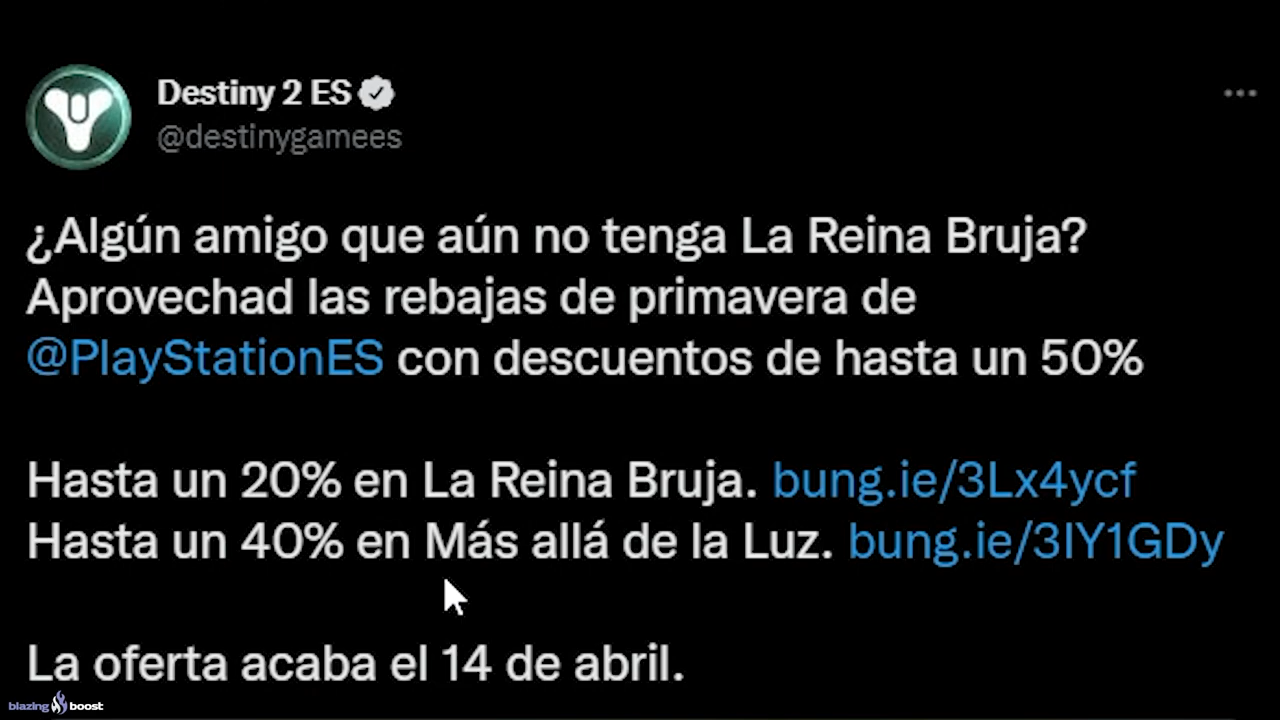 Destiny 2 ES
@destinygamees
¿Algún amigo que aún no tenga La Reina Bruja?
Aprovechad las rebajas de primavera de
@PlayStationES con descuentos de hasta un 50%
Hasta un 20% en La Reina Bruja. bung.ie/3Lx4ycf
Hasta un 40% en Más allá de la Luz. bung.ie/3IY1GDy
La oferta acaba el 14 de abril.
blazing boost